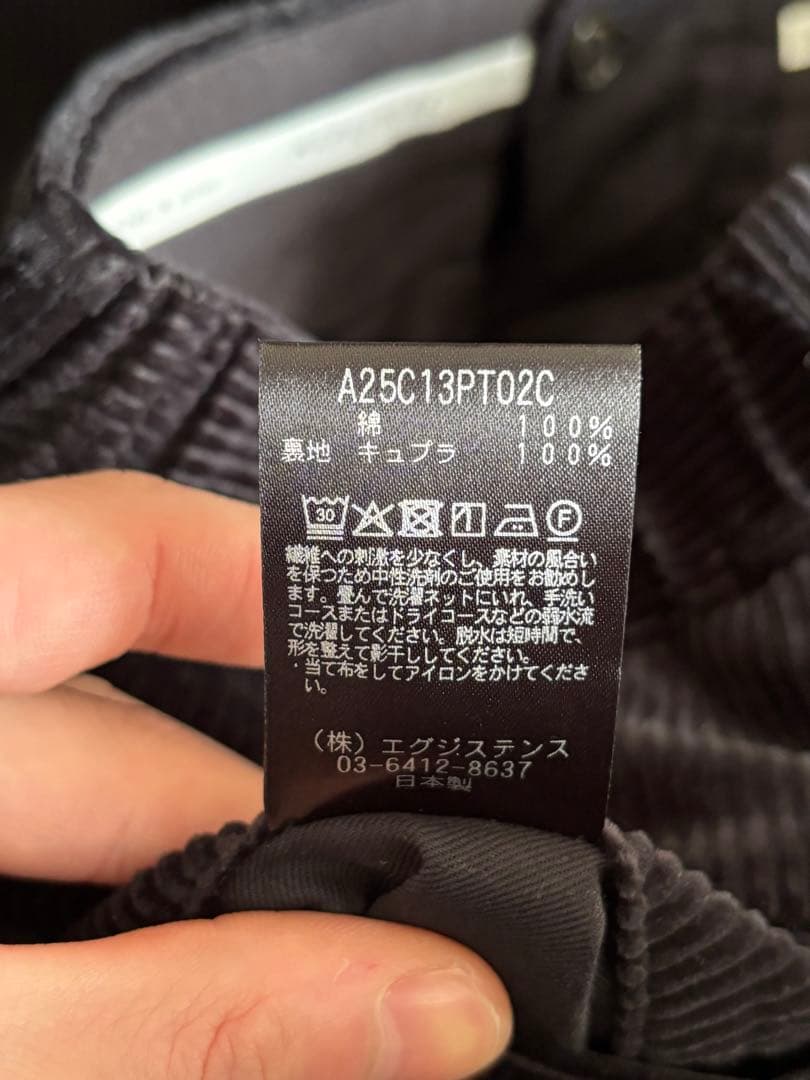 A25C13PT02C
綿 100%
裏地 キュプラ 100%
30 F
繊維への刺激を少なくし、素材の風合い
を保つため中性洗剤のご使用をお勧めし
ます。畳んで洗濯ネットにいれ、手洗い
コースまたはドライコースなどの弱水流
で洗濯してください。脱水は短時間で、
形を整えて影干ししてください。
・当て布をしてアイロンをかけてくださ
い。
(株)エグジステンス
03-6412-8637
日本製